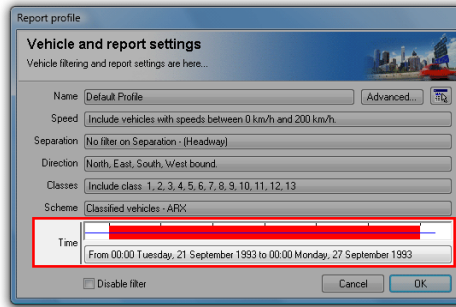 Report profile
Vehicle and report settings
Vehicle filtering and report settings are here...
Name Default Profile Advanced...
Speed Include vehicles with speeds between 0 km/h and 200 km/h.
Separation No filter on Separation - (Headway)
Direction North, East, South, West bound.
Classes Include class 1, 2, 3, 4, 5, 6, 7, 8, 9, 10, 11, 12, 13
Scheme Classified vehicles - ARX
Time
From 00:00 Tuesday, 21 September 1993 to 00:00 Monday, 27 September 1993
Disable filter Cancel OK